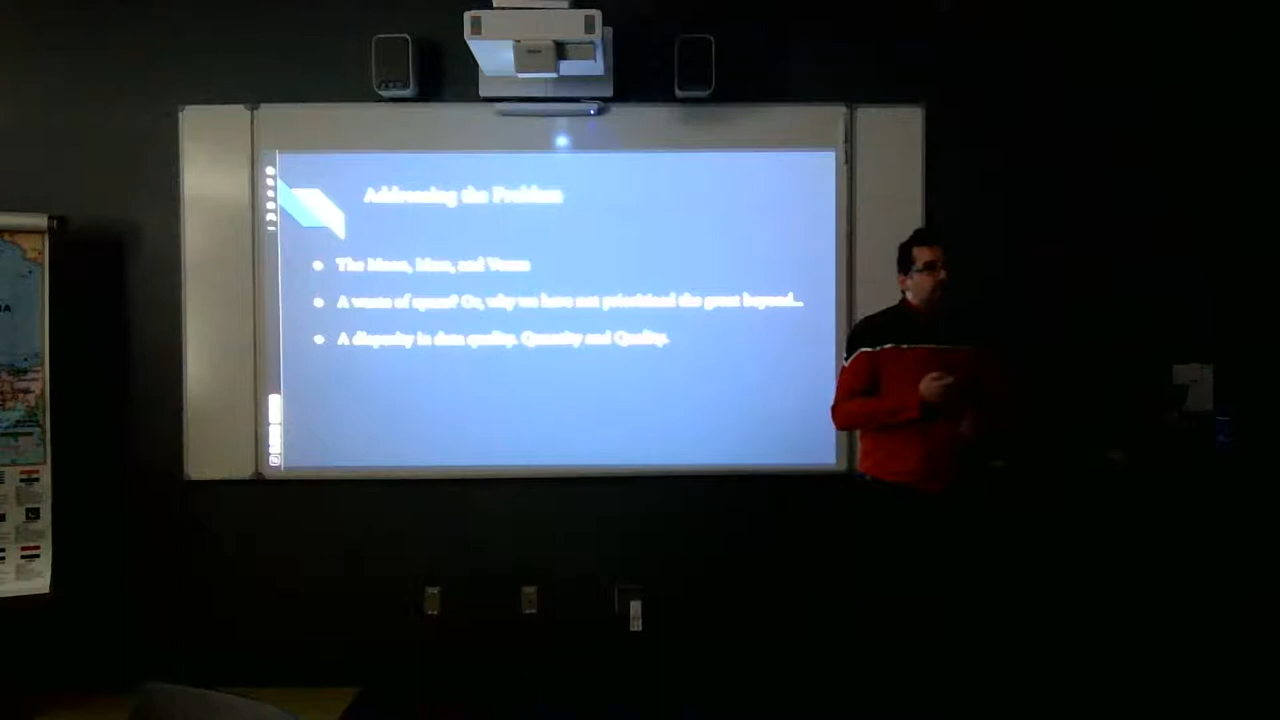 Addressing the Problem
The Moon, Mars, and Venus
A waste of space? Or, why we have not prioritized the great beyond...
A disparity in data quality. Quantity and Quality.